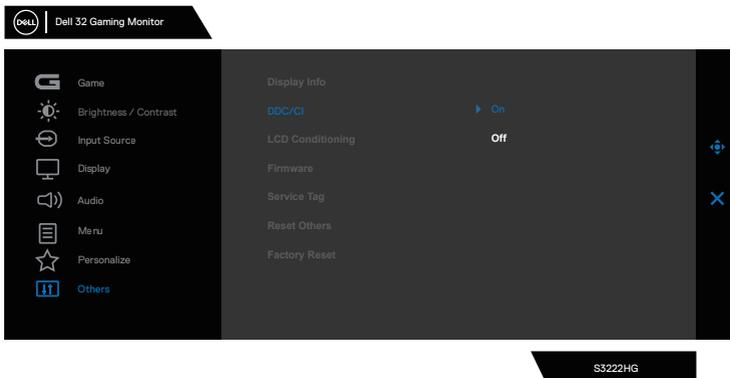 DELL
Dell 32 Gaming Monitor
Game
Brightness / Contrast
Input Source
Display
Audio
Menu
Personalize
Others
Display Info
DDC/CI
On
LCD Conditioning
Off
Firmware
Service Tag
Reset Others
Factory Reset
S3222HG